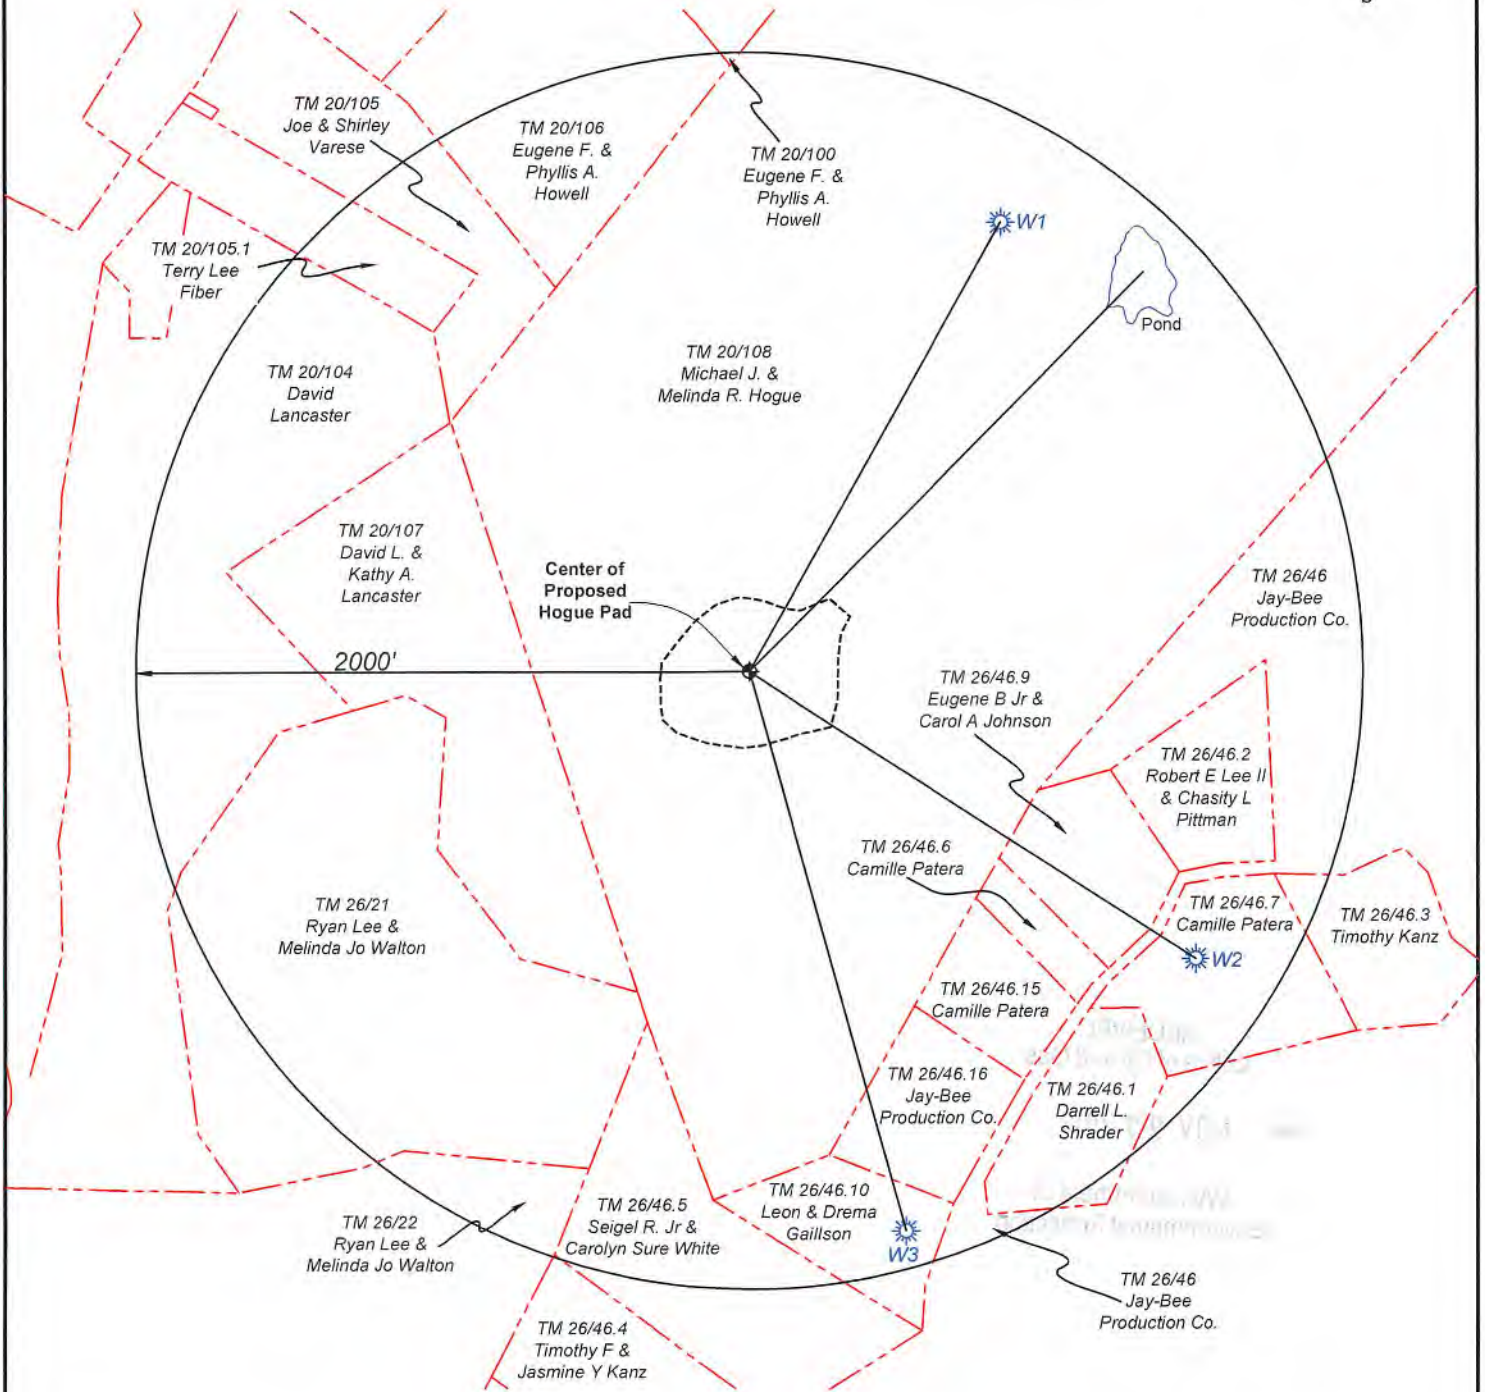 TM 20/105
Joe & Shirley
Varese
TM 20/106
Eugene F. &
Phyllis A.
Howell
TM 20/100
Eugene F. &
Phyllis A.
Howell
W1
TM 20/105.1
Terry Lee
Fiber
Pond
TM 20/104
David
Lancaster
TM 20/108
Michael J. &
Melinda R. Hogue
TM 20/107
David L. &
Kathy A.
Lancaster
Center of
Proposed
Hogue Pad
2000'
TM 26/46
Jay-Bee
Production Co.
TM 26/46.9
Eugene B Jr &
Carol A Johnson
TM 26/46.2
Robert E Lee II
& Chasity L
Pittman
TM 26/46.6
Camille Patera
TM 26/21
Ryan Lee &
Melinda Jo Walton
TM 26/46.7
Camille Patera
TM 26/46.3
Timothy Kanz
W2
TM 26/46.15
Camille Patera
TM 26/46.16
Jay-Bee
Production Co.
TM 26/46.1
Darrell L.
Shrader
TM 26/22
Ryan Lee &
Melinda Jo Walton
TM 26/46.5
Seigel R. Jr &
Carolyn Sure White
TM 26/46.10
Leon & Drema
Gaillson
W3
TM 26/46
Jay-Bee
Production Co.
TM 26/46.4
Timothy F &
Jasmine Y Kanz